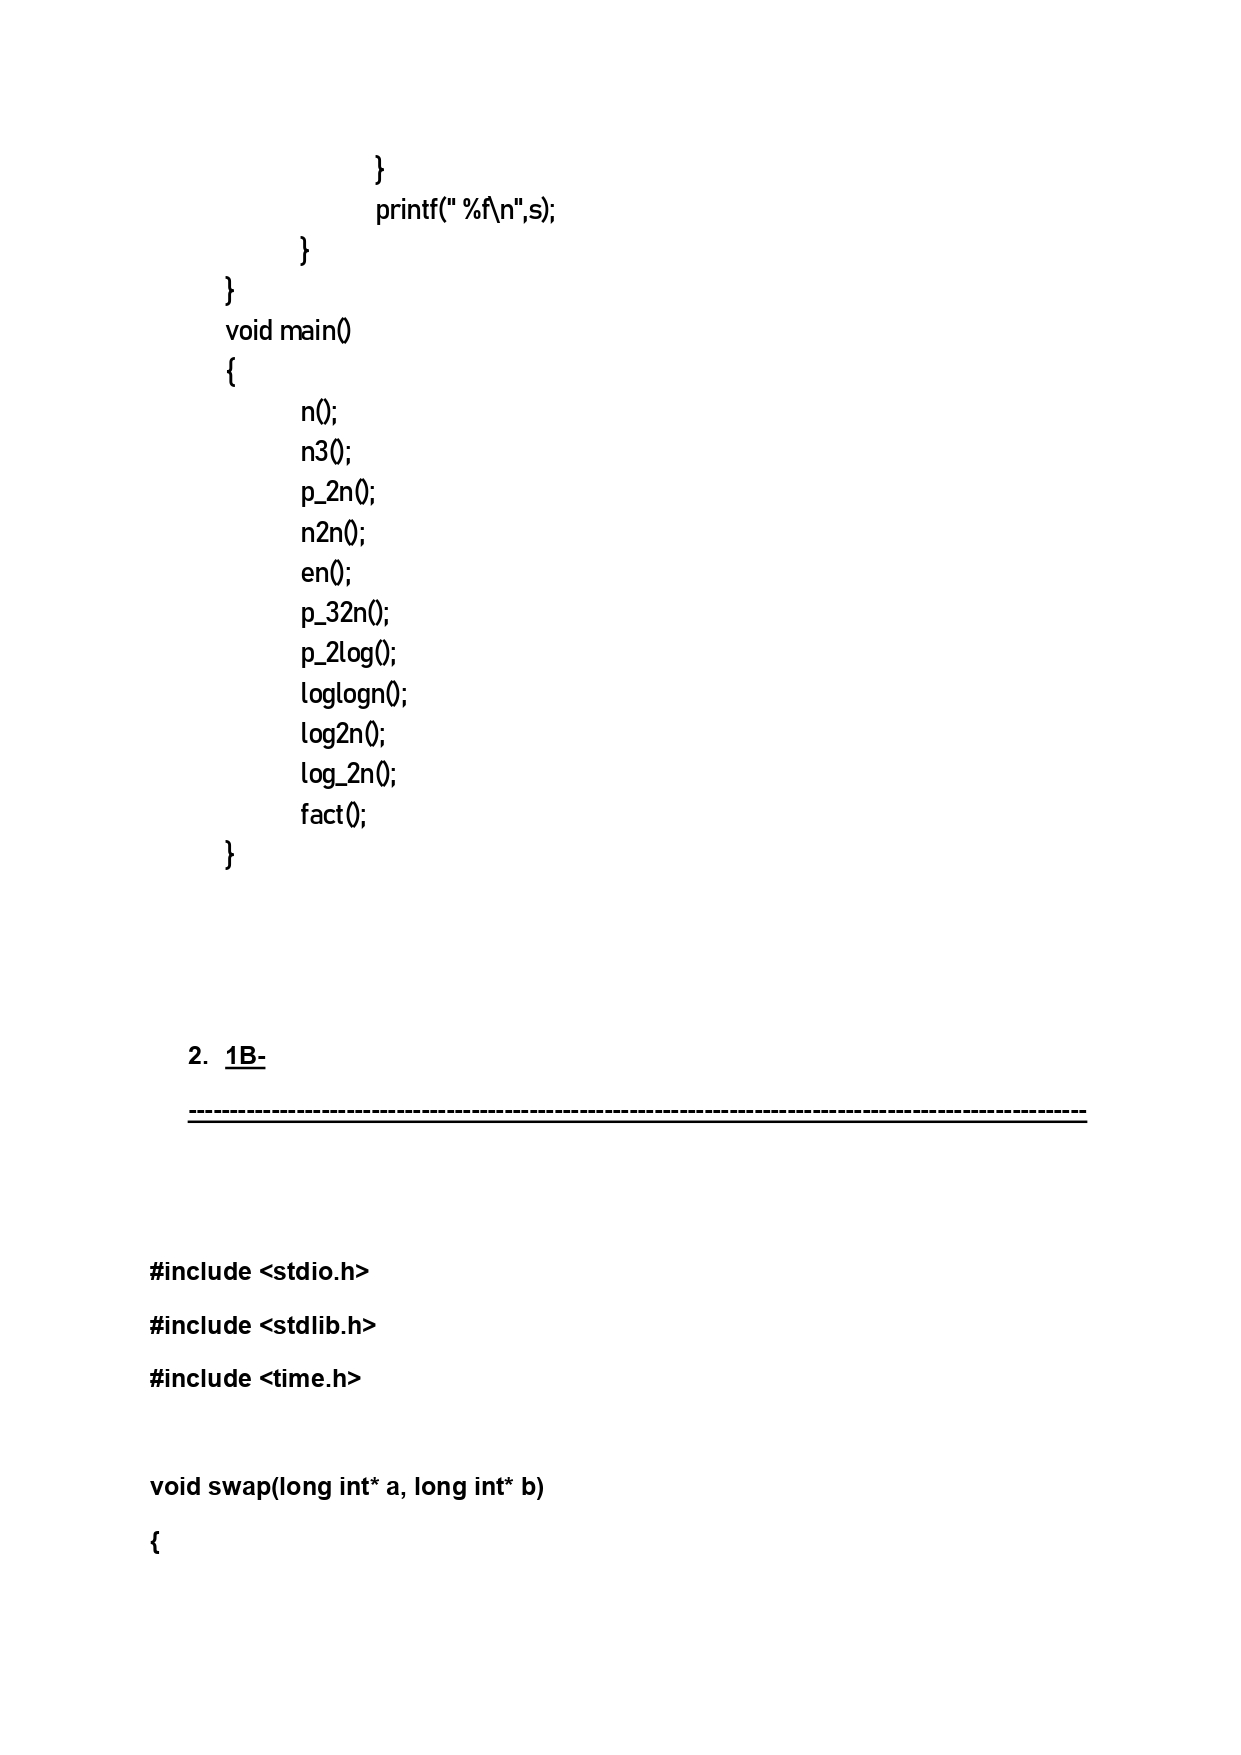 }
printf(" %f\n",s);
}
}
void main()
{
n();
n3();
p_2n();
n2n();
en();
p_32n();
p_2log();
loglogn();
log2n();
log_2n();
fact();
}
2. 1B-
--------------------------------------------------------------------------------------------------------------
#include <stdio.h>
#include <stdlib.h>
#include <time.h>
void swap(long int* a, long int* b)
{